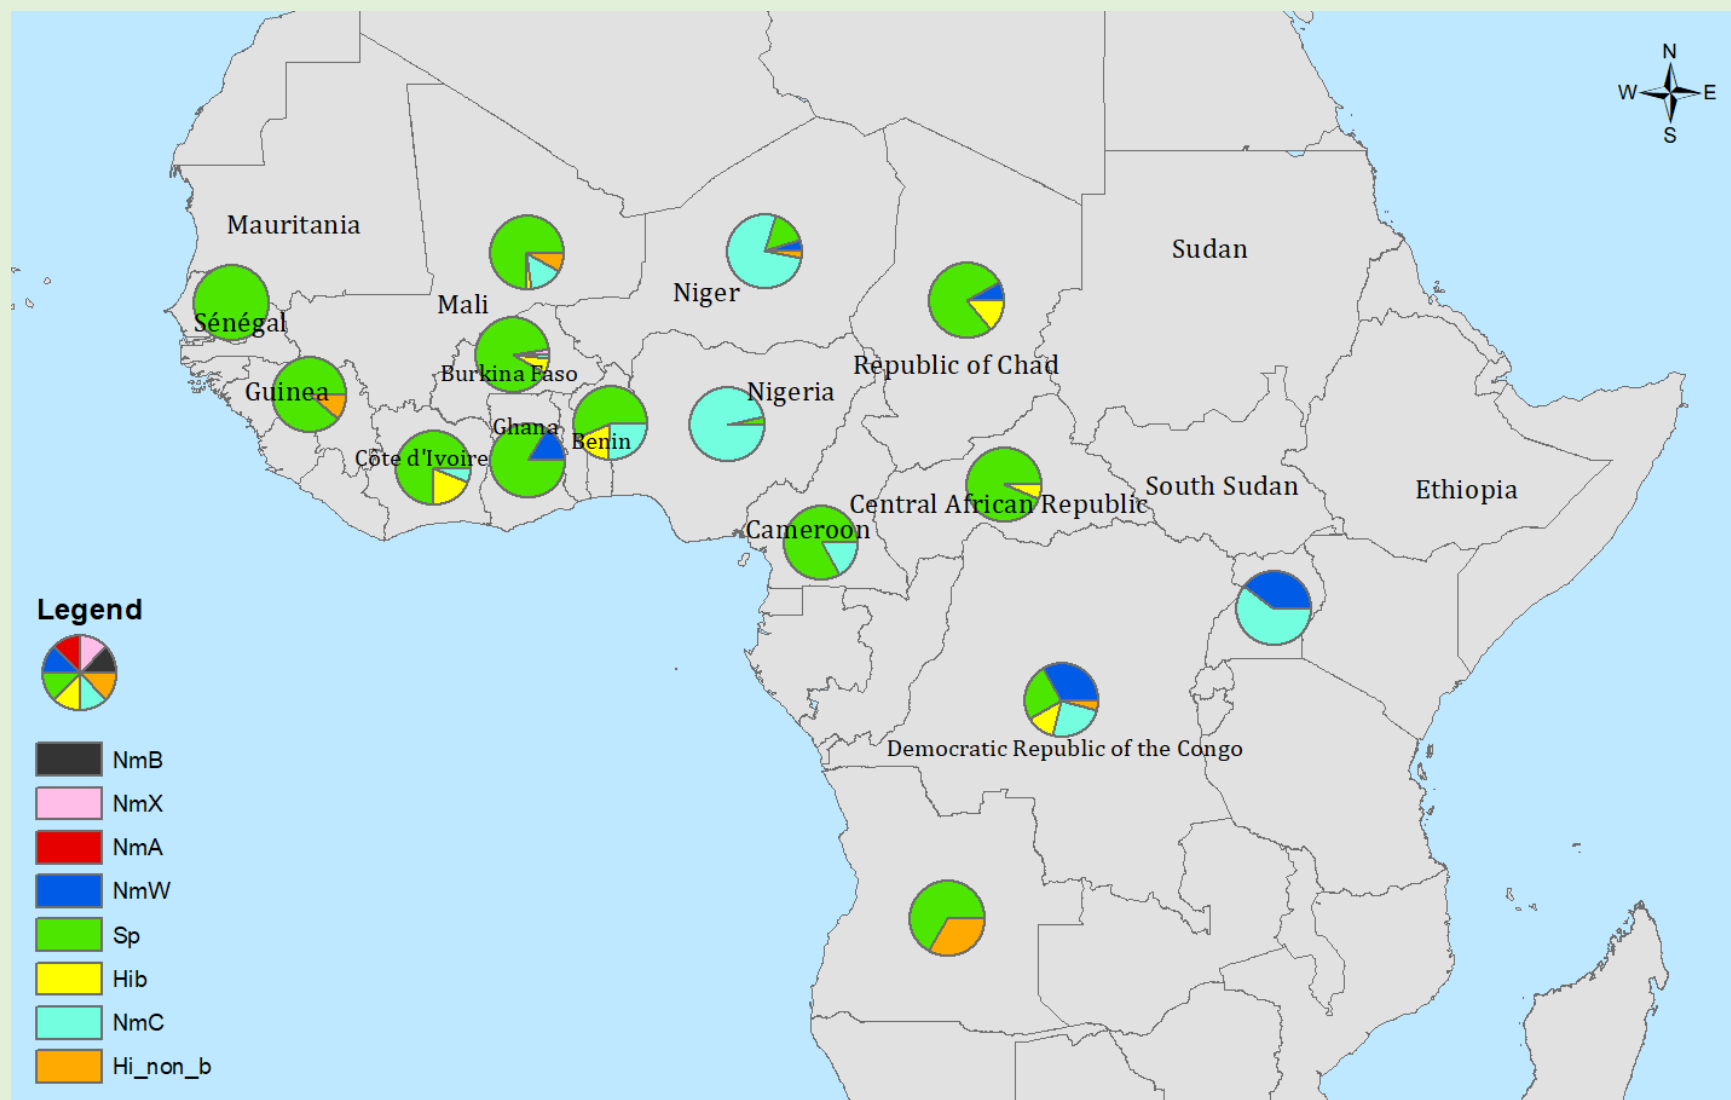 N
W E
S
Mauritania
Sudan
Niger
Mali
Sénégal
Republic of Chad
Burkina Faso
Guinea
Nigeria
Ghana
Benin
Côte d'Ivoire
South Sudan
Ethiopia
Central African Republic
Cameroon
Democratic Republic of the Congo
Legend
NmB
NmX
NmA
NmW
Sp
Hib
NmC
Hi_non_b